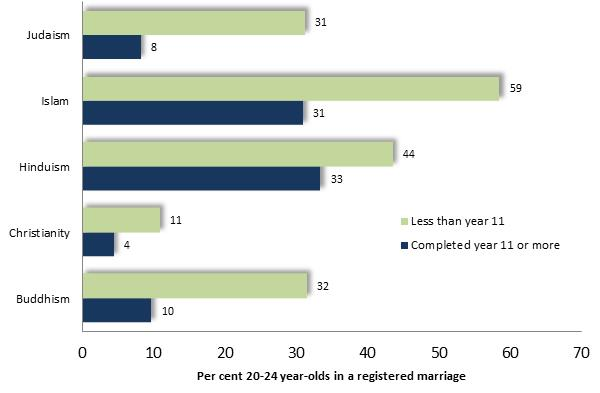 Judaism
31
8
Islam
59
31
Hinduism
44
33
Christianity
11
4
Buddhism
32
10
Less than year 11
Completed year 11 or more
0 10 20 30 40 50 60 70
Per cent 20-24 year-olds in a registered marriage